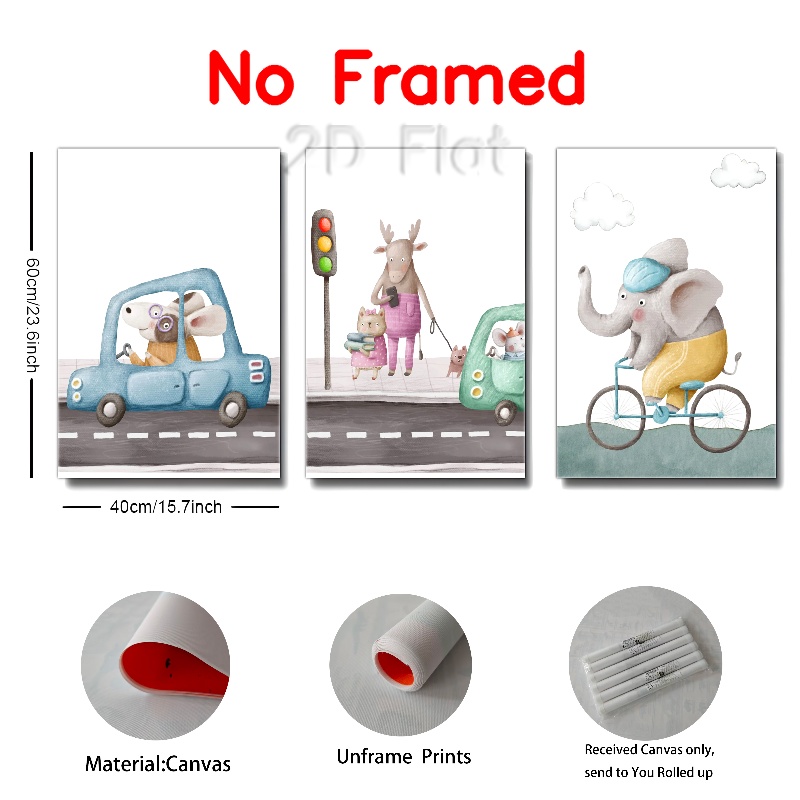 No Framed
2D Flat
60cm/23.6inch
40cm/15.7inch
Material:Canvas
Unframe Prints
Received Canvas only,
send to You Rolled up